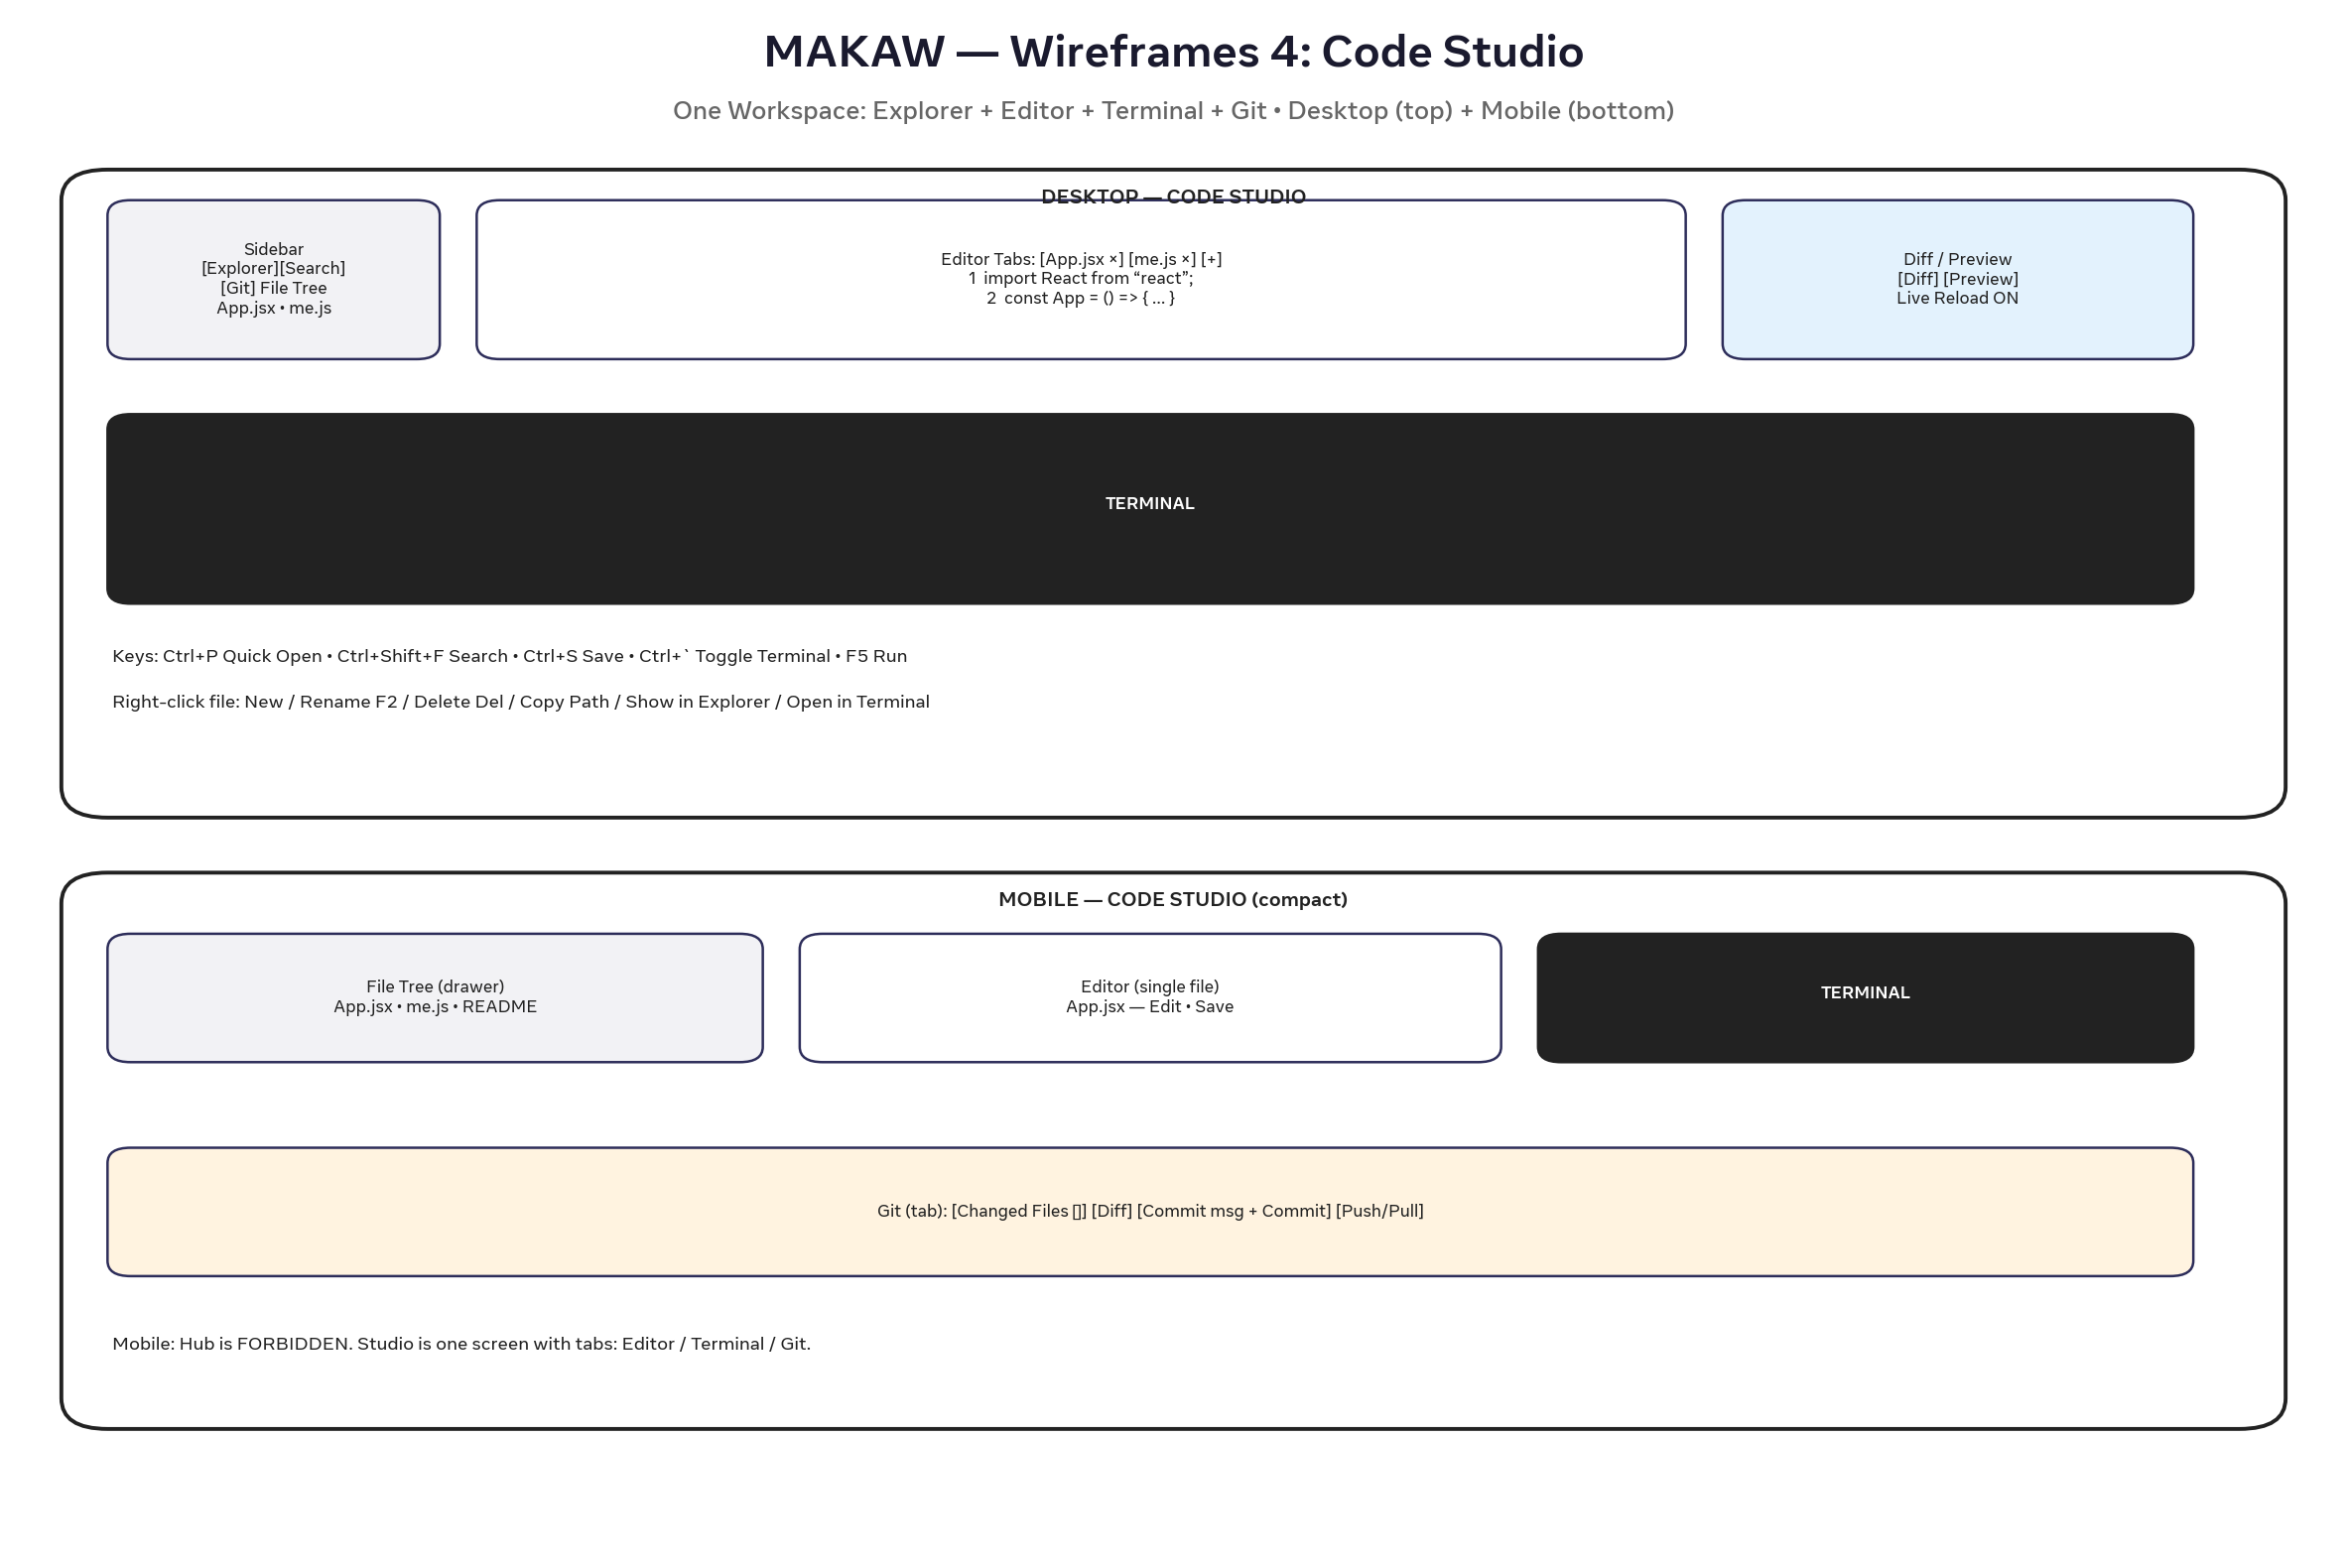 MAKAW — Wireframes 4: Code Studio
One Workspace: Explorer + Editor + Terminal + Git • Desktop (top) + Mobile (bottom)
DESKTOP — CODE STUDIO
Sidebar
[Explorer][Search]
[Git] File Tree
App.jsx • me.js
Editor Tabs: [App.jsx ×] [me.js ×] [+]
1 import React from “react”;
2 const App = () => { ... }
Diff / Preview
[Diff] [Preview]
Live Reload ON
TERMINAL
Keys: Ctrl+P Quick Open • Ctrl+Shift+F Search • Ctrl+S Save • Ctrl+` Toggle Terminal • F5 Run
Right-click file: New / Rename F2 / Delete Del / Copy Path / Show in Explorer / Open in Terminal
MOBILE — CODE STUDIO (compact)
File Tree (drawer)
App.jsx • me.js • README
Editor (single file)
App.jsx — Edit • Save
TERMINAL
Git (tab): [Changed Files ▯] [Diff] [Commit msg + Commit] [Push/Pull]
Mobile: Hub is FORBIDDEN. Studio is one screen with tabs: Editor / Terminal / Git.